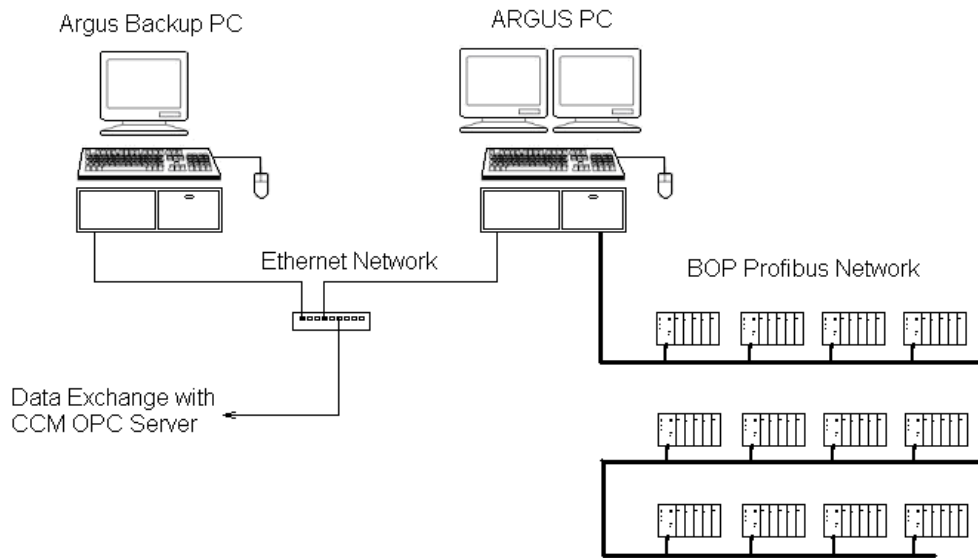 Argus Backup PC
ARGUS PC
Ethernet Network
BOP Profibus Network
Data Exchange with
CCM OPC Server